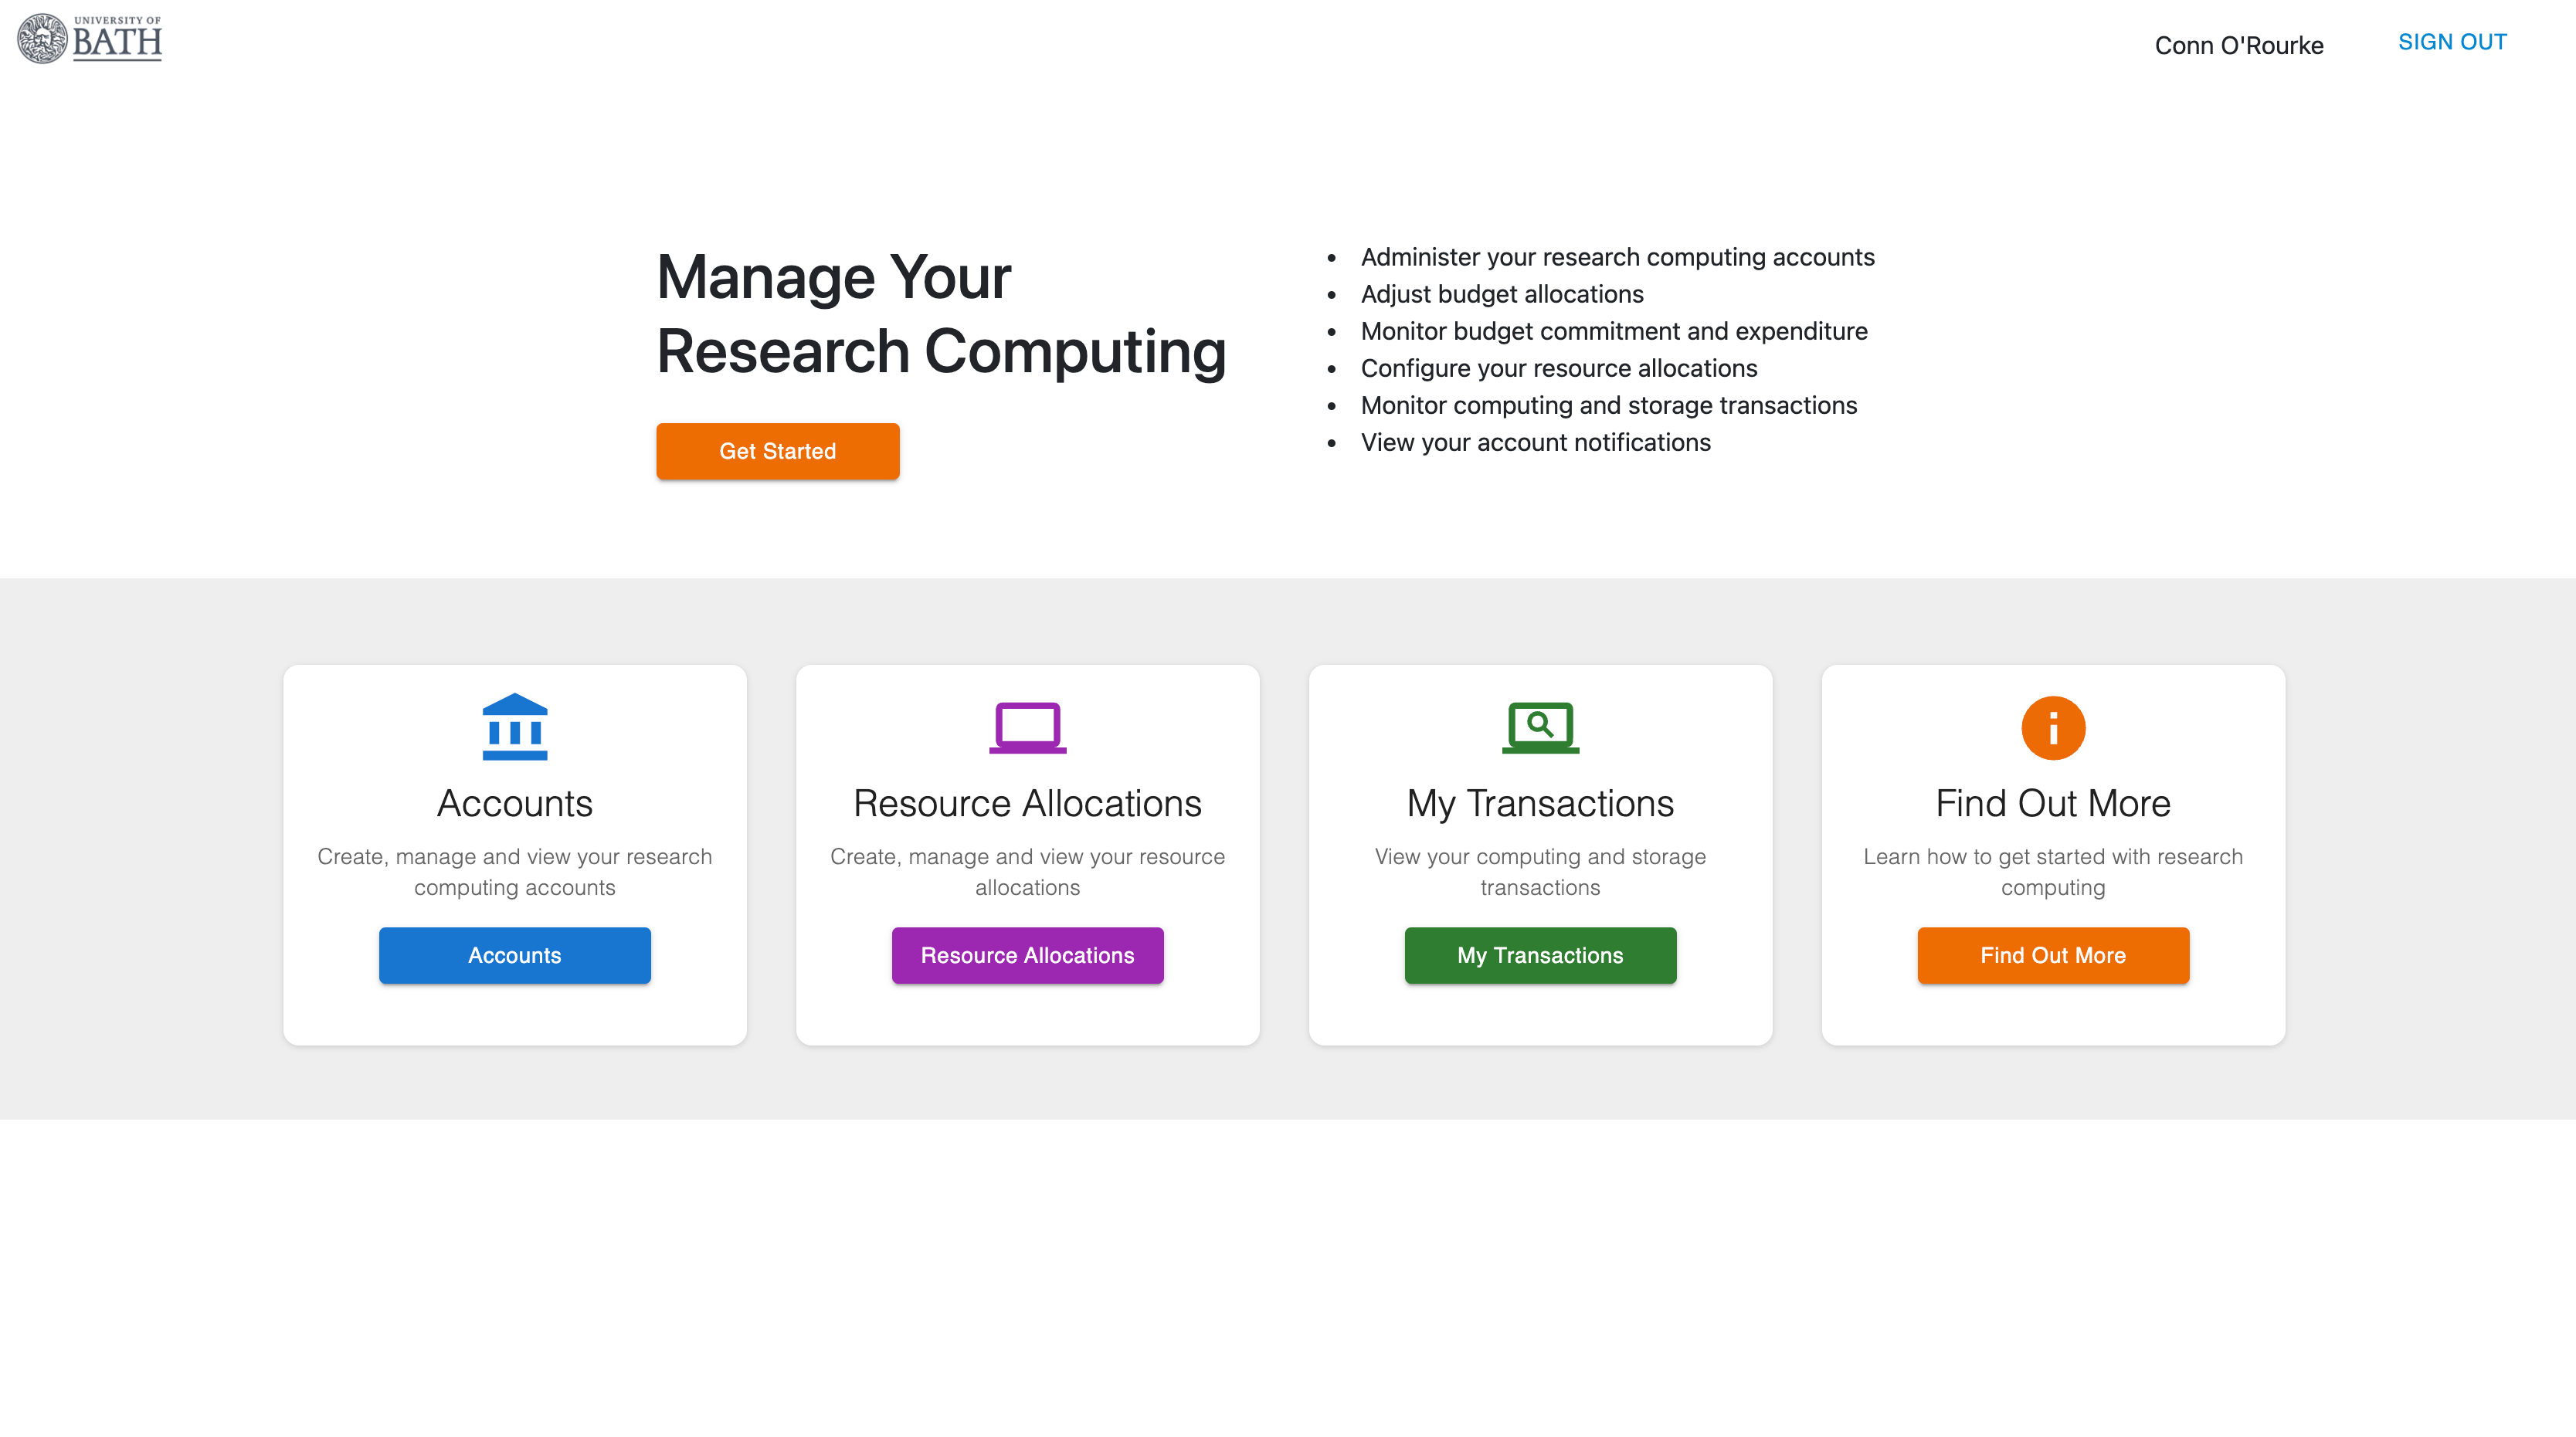 UNIVERSITY OF
BATH
Conn O'Rourke
SIGN OUT
Manage Your
Research Computing
Get Started
• Administer your research computing accounts
• Adjust budget allocations
• Monitor budget commitment and expenditure
• Configure your resource allocations
• Monitor computing and storage transactions
• View your account notifications
Accounts
Create, manage and view your research
computing accounts
Accounts
Resource Allocations
Create, manage and view your resource
allocations
Resource Allocations
My Transactions
View your computing and storage
transactions
My Transactions
Find Out More
Learn how to get started with research
computing
Find Out More